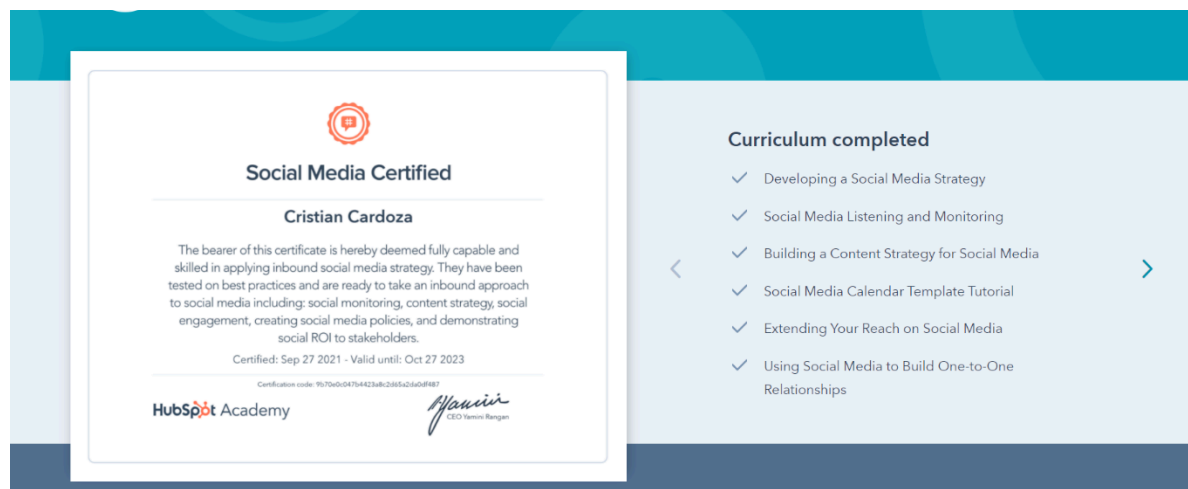 Social Media Certified
Cristian Cardoza
The bearer of this certificate is hereby deemed fully capable and
skilled in applying inbound social media strategy. They have been
tested on best practices and are ready to take an inbound approach
to social media including: social monitoring, content strategy, social
engagement, creating social media policies, and demonstrating
social ROI to stakeholders.
Certified: Sep 27 2021 - Valid until: Oct 27 2023
Certification code: 9b70e0c047b4423a8c2d65a2da0df487
HubSpot Academy
CEO Yamini Rangan
Curriculum completed
Developing a Social Media Strategy
Social Media Listening and Monitoring
Building a Content Strategy for Social Media
Social Media Calendar Template Tutorial
Extending Your Reach on Social Media
Using Social Media to Build One-to-One
Relationships